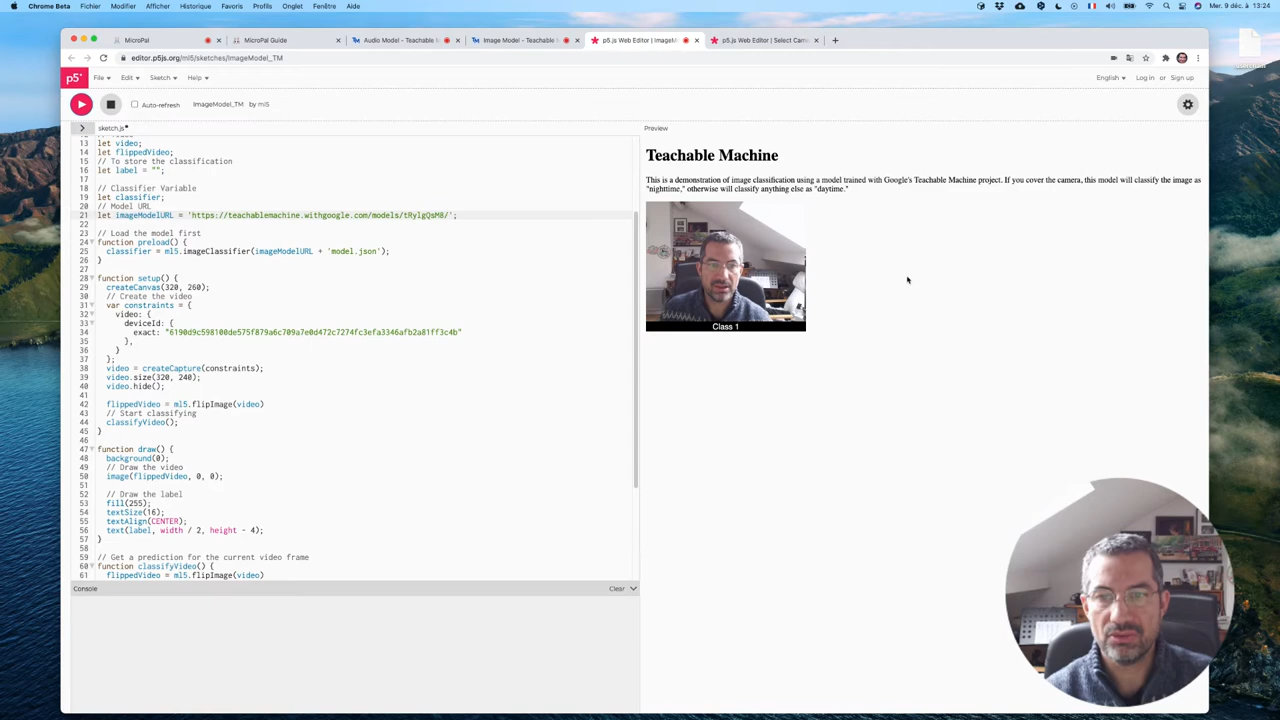 Chrome Beta Fichier Modifier Afficher Historique Favoris Profils Onglet Fenêtre Aide Mer. 9 déc. à 13:24
MicroPal MicroPal Guide Audio Model - Teachable M Image Model - Teachable M p5.js Web Editor | ImageM p5.js Web Editor | Select Cam
editor.p5js.org/ml5/sketches/ImageModel_TM
p5* File Edit Sketch Help English Log in or Sign up
Auto-refresh ImageModel_TM by ml5
sketch.js Preview
13 let video;
14 let flippedVideo;
15 // To store the classification
16 let label = "";
17
18 // Classifier Variable
19 let classifier;
20 // Model URL
21 let imageModelURL = 'https://teachablemachine.withgoogle.com/models/tRylgQsM8/';
22
23 // Load the model first
24 function preload() {
25 classifier = ml5.imageClassifier(imageModelURL + 'model.json');
26 }
27
28 function setup() {
29 createCanvas(320, 260);
30 // Create the video
31 var constraints = {
32 video: {
33 deviceId: {
34 exact: "6190d9c598100de575f879a6c709a7e0d472c7274fc3efa3346afb2a81ff3c4b"
35 },
36 }
37 };
38 video = createCapture(constraints);
39 video.size(320, 240);
40 video.hide();
41
42 flippedVideo = ml5.flipImage(video)
43 // Start classifying
44 classifyVideo();
45 }
46
47 function draw() {
48 background(0);
49 // Draw the video
50 image(flippedVideo, 0, 0);
51
52 // Draw the label
53 fill(255);
54 textSize(16);
55 textAlign(CENTER);
56 text(label, width / 2, height - 4);
57 }
58
59 // Get a prediction for the current video frame
60 function classifyVideo() {
61 flippedVideo = ml5.flipImage(video)
Console Clear
Teachable Machine
This is a demonstration of image classification using a model trained with Google's Teachable Machine project. If you cover the camera, this model will classify the image as
"nighttime," otherwise will classify anything else as "daytime."
Class 1